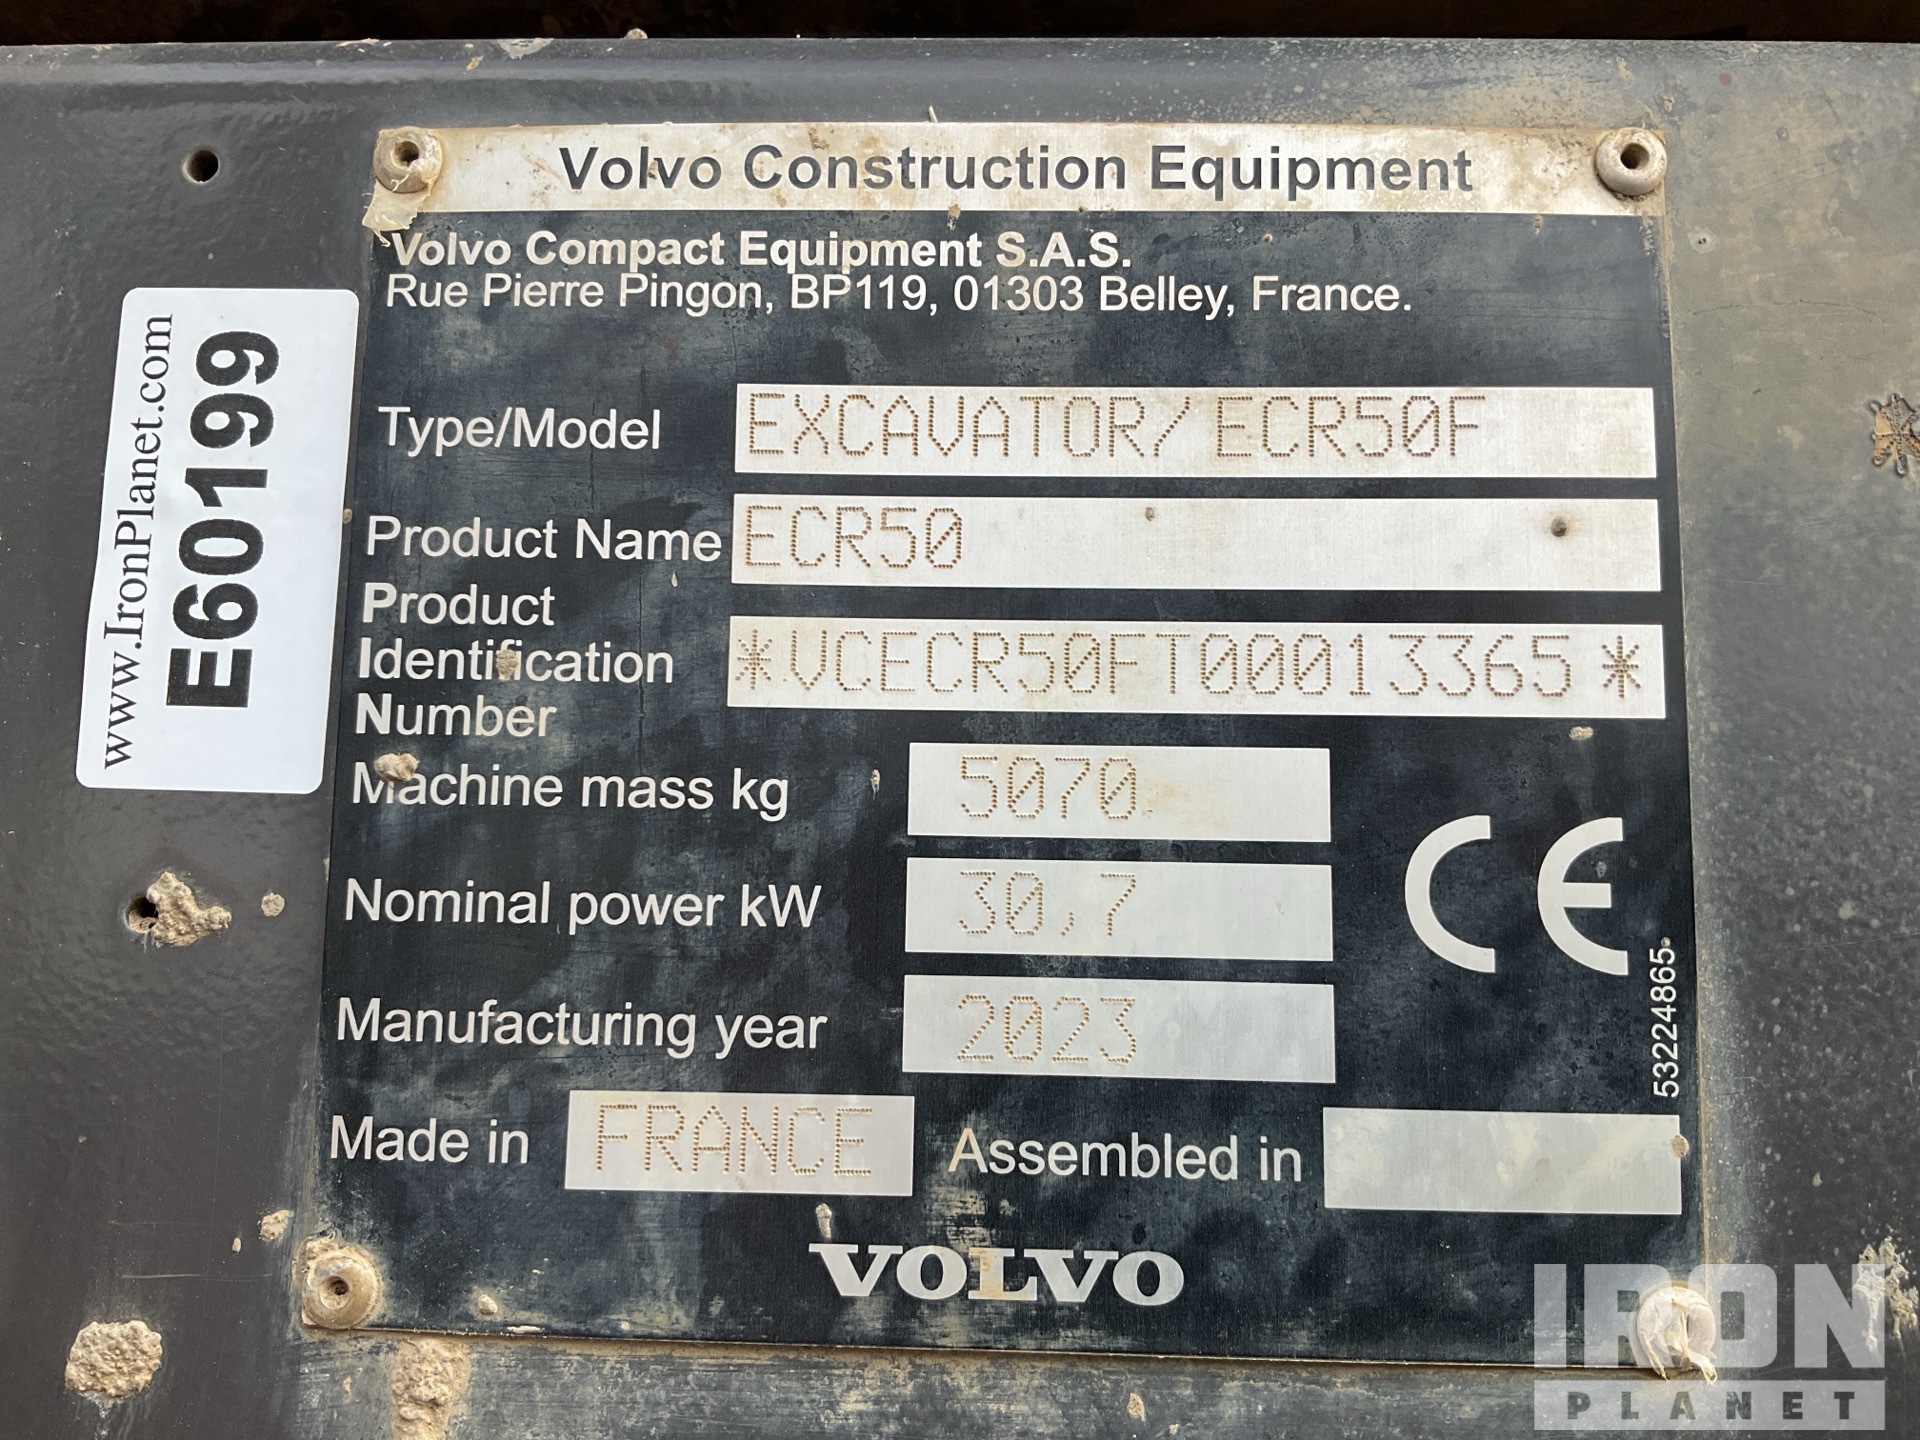 Volvo Construction Equipment
Volvo Compact Equipment S.A.S.
Rue Pierre Pingon, BP119, 01303 Belley, France.
Type/Model EXCAVATOR/ ECR50F
Product Name ECR50
Product
Identification *VCECR50FT00013365*
Number
Machine mass kg 5070
Nominal power kW 30,7
CE
Manufacturing year 2023
53224865
Made in FRANCE Assembled in
VOLVO
www.IronPlanet.com
E60199
IRON
PLANET